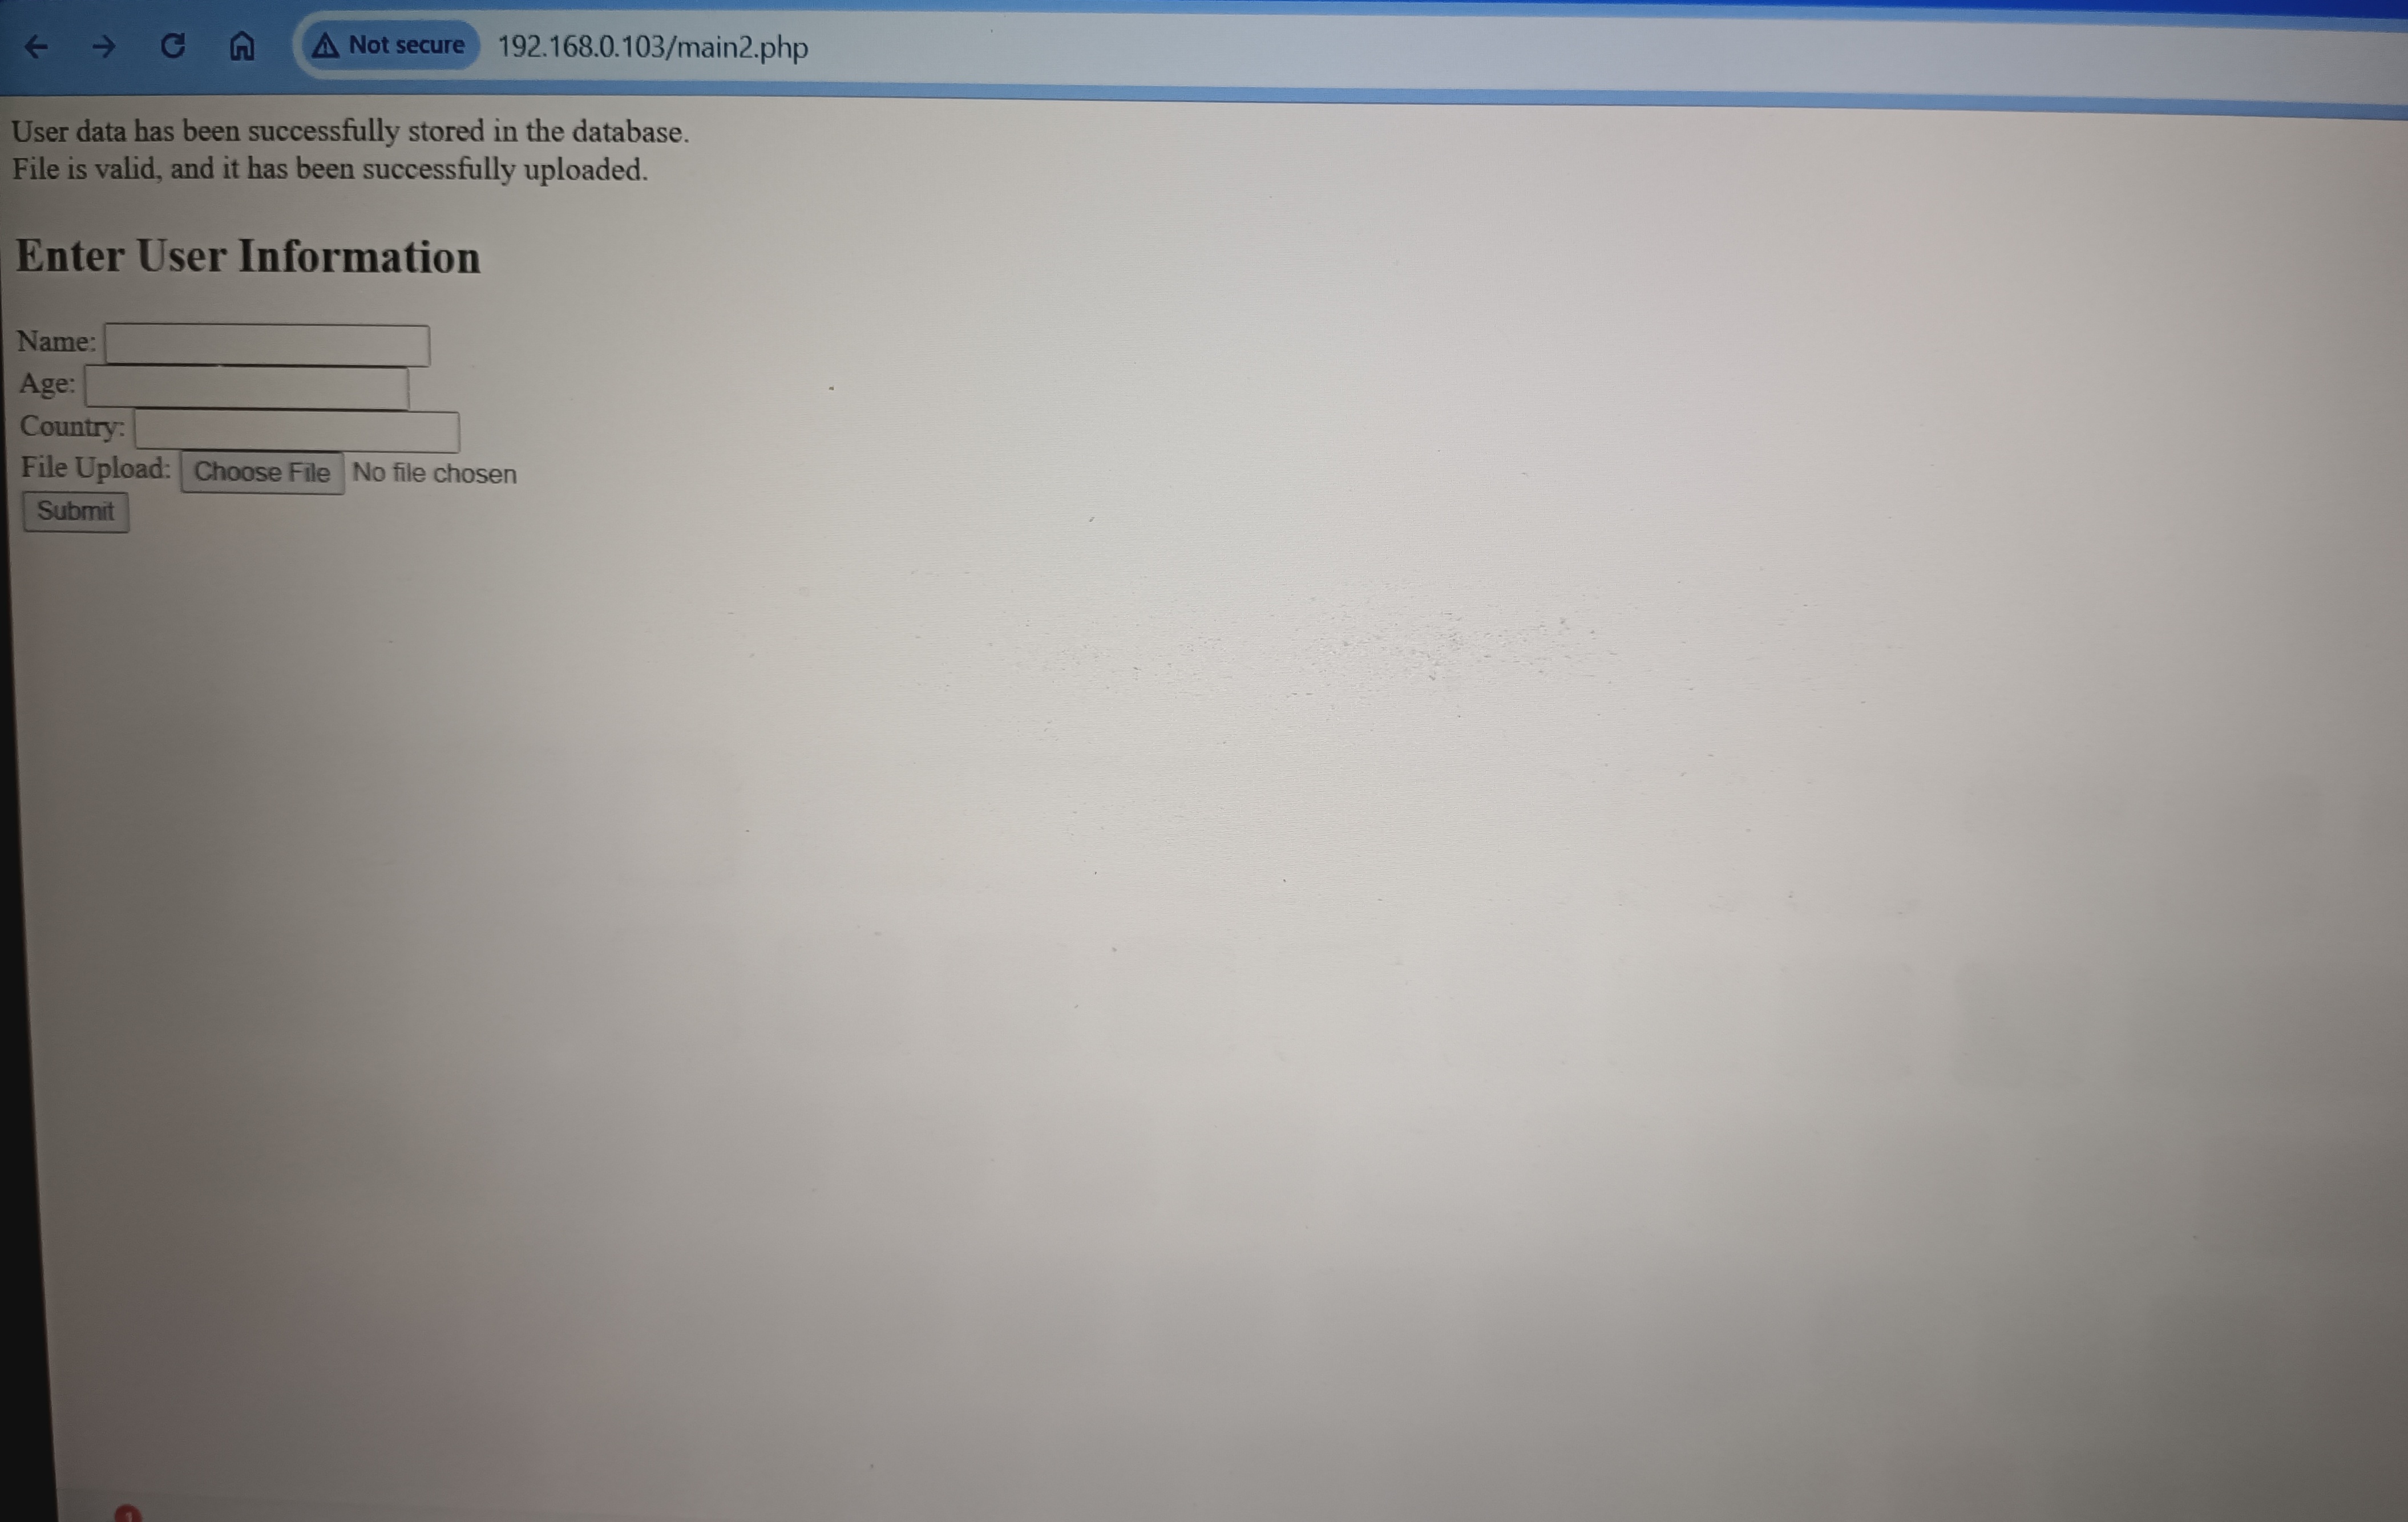 Not secure 192.168.0.103/main2.php
User data has been successfully stored in the database.
File is valid, and it has been successfully uploaded.
Enter User Information
Name:
Age:
Country:
File Upload: Choose File No file chosen
Submit
1